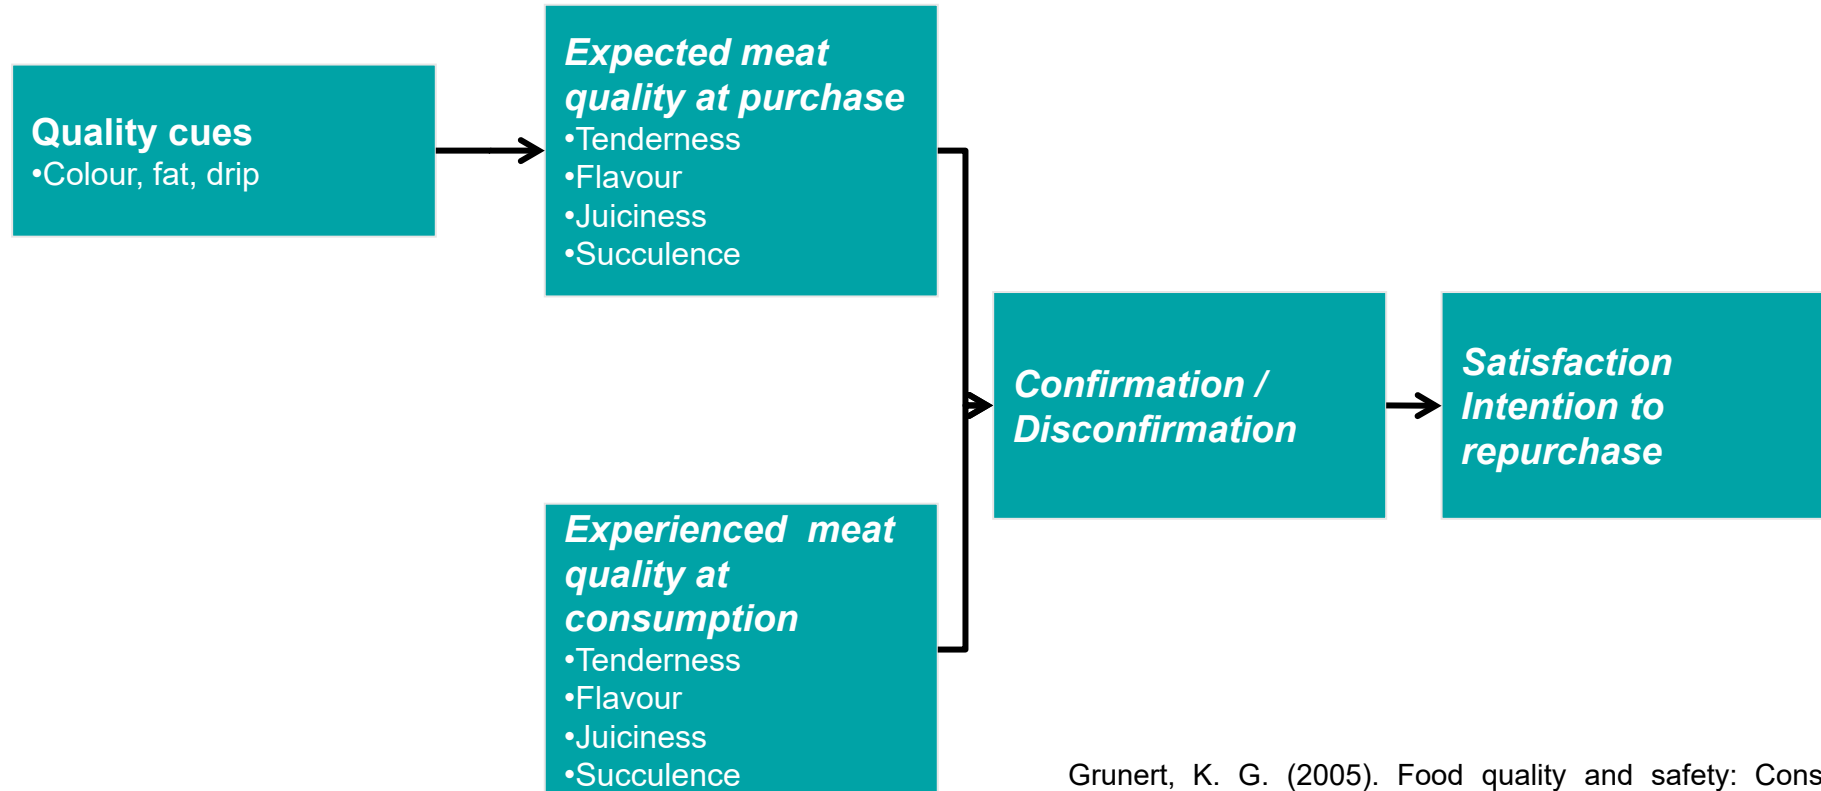 Quality cues
•Colour, fat, drip
Expected meat
quality at purchase
•Tenderness
•Flavour
•Juiciness
•Succulence
Experienced  meat
quality at
consumption
•Tenderness
•Flavour
•Juiciness
•Succulence
Confirmation /
Disconfirmation
Satisfaction
Intention to
repurchase
Grunert, K. G. (2005). Food quality and safety: Cons